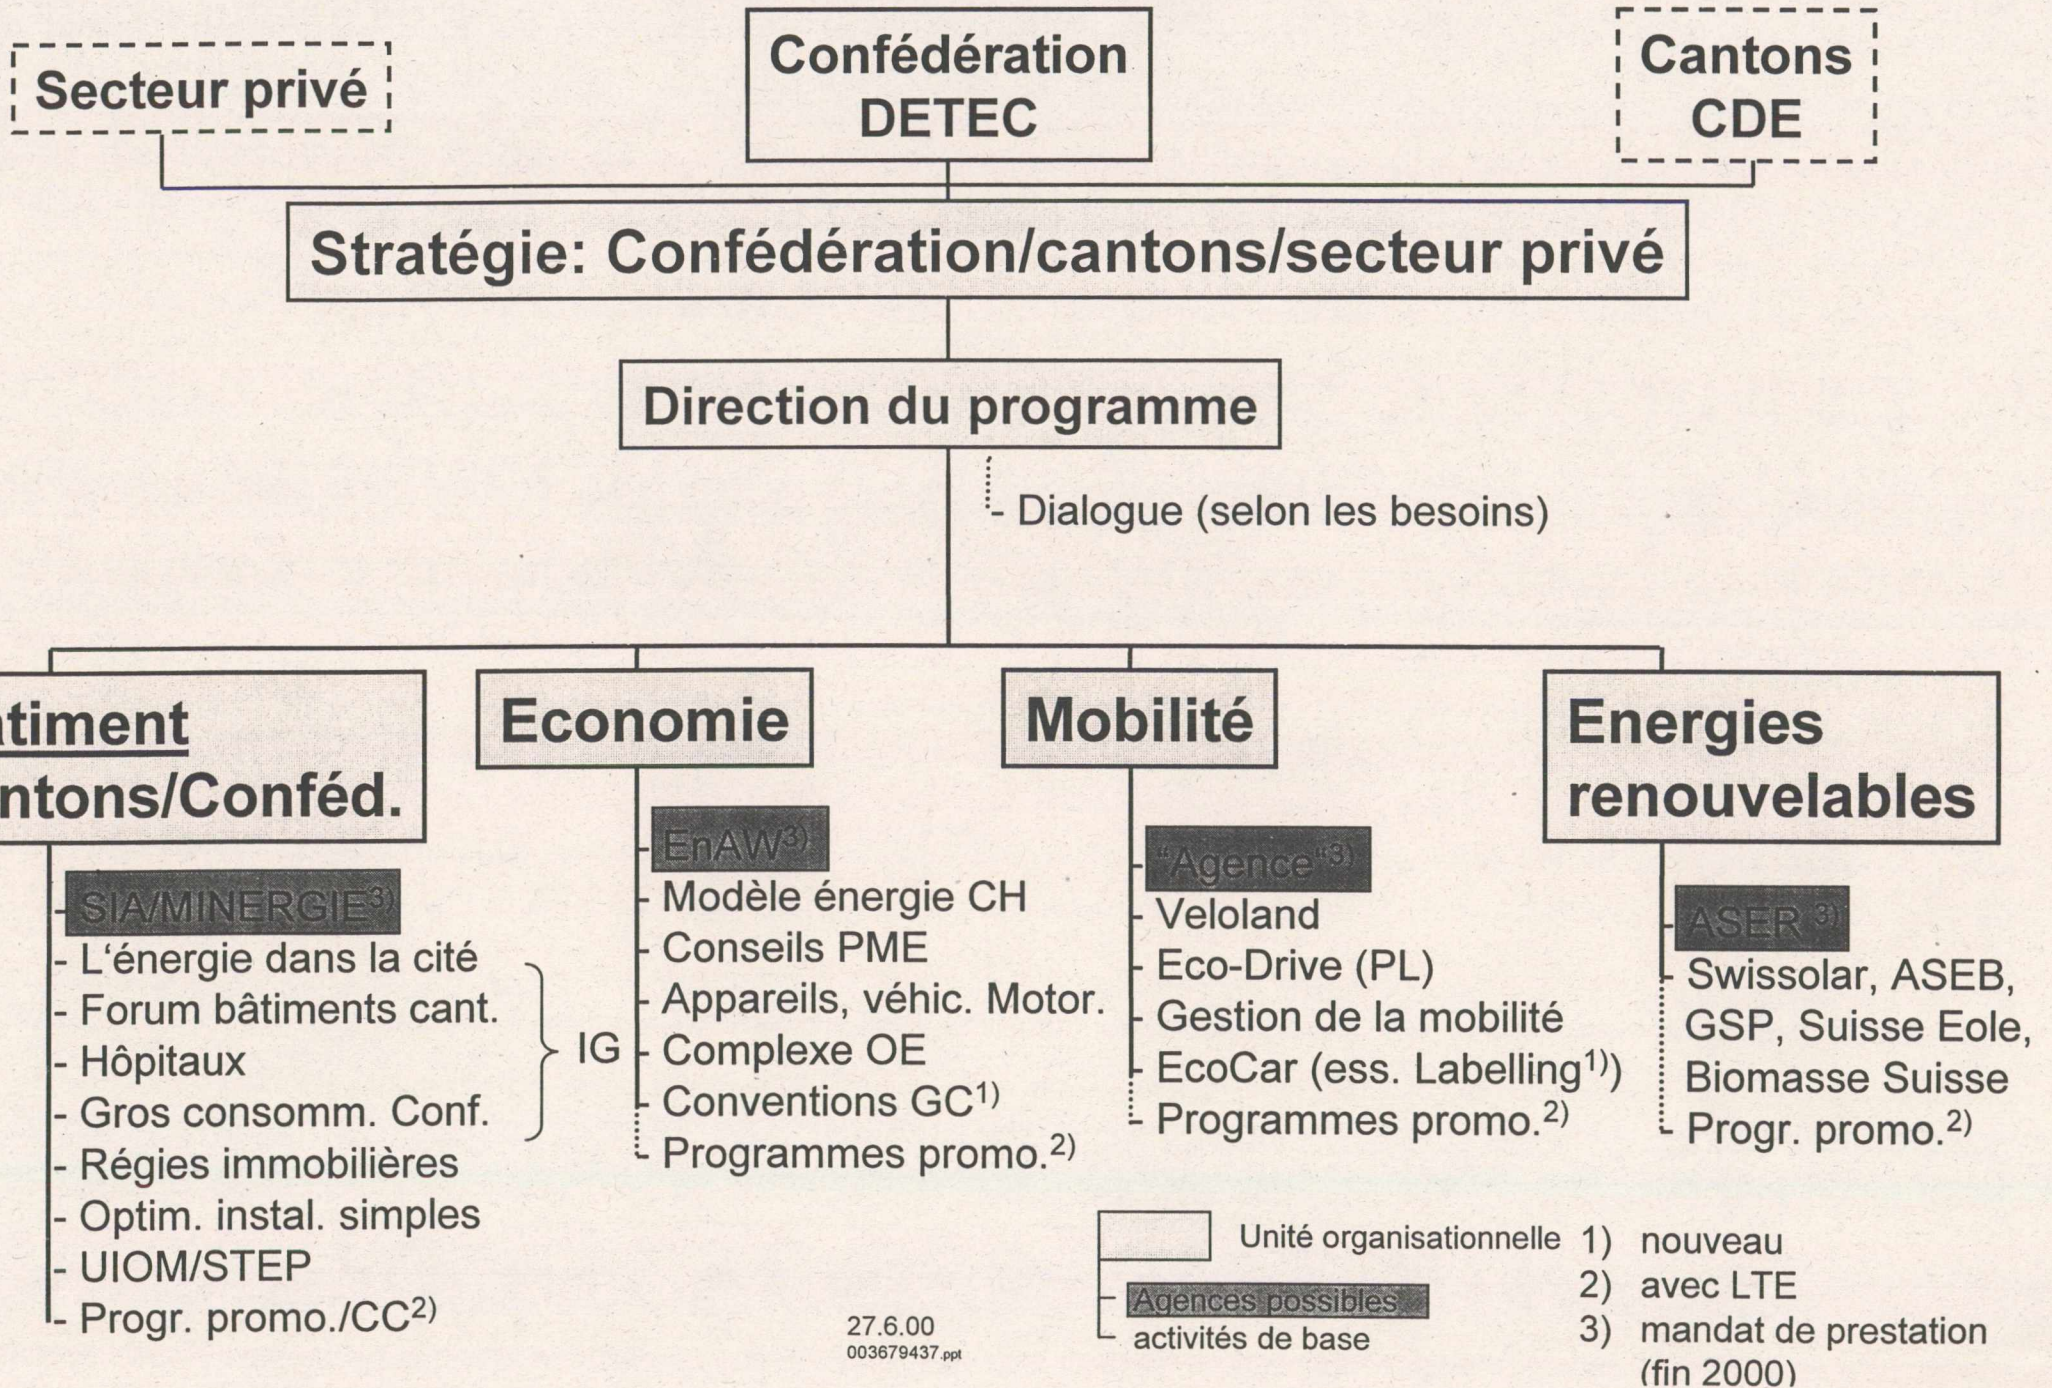 Secteur privé
Confédération
DETEC
Cantons
CDE
Stratégie: Confédération/cantons/secteur privé
Direction du programme
- Dialogue (selon les besoins)
timent
ntons/Conféd.
- SIA/MINERGIE3)
- L‘énergie dans la cité
- Forum bâtiments cant.
- Hôpitaux
- Gros consomm. Conf.
IG
- Régies immobilières
- Optim. instal. simples
- UIOM/STEP
- Progr. promo./CC2)
Economie
- EnAW3)
- Modèle énergie CH
- Conseils PME
- Appareils, véhic. Motor.
- Complexe OE
- Conventions GC1)
- Programmes promo.2)
Mobilité
- "Agence“3)
- Veloland
- Eco-Drive (PL)
- Gestion de la mobilité
- EcoCar (ess. Labelling1))
- Programmes promo.2)
Energies
renouvelables
- ASER 3)
- Swissolar, ASEB,
GSP, Suisse Eole,
Biomasse Suisse
- Progr. promo.2)
27.6.00
003679437.ppt
Unité organisationnelle
- Agences possibles
- activités de base
1) nouveau
2) avec LTE
3) mandat de prestation
(fin 2000)